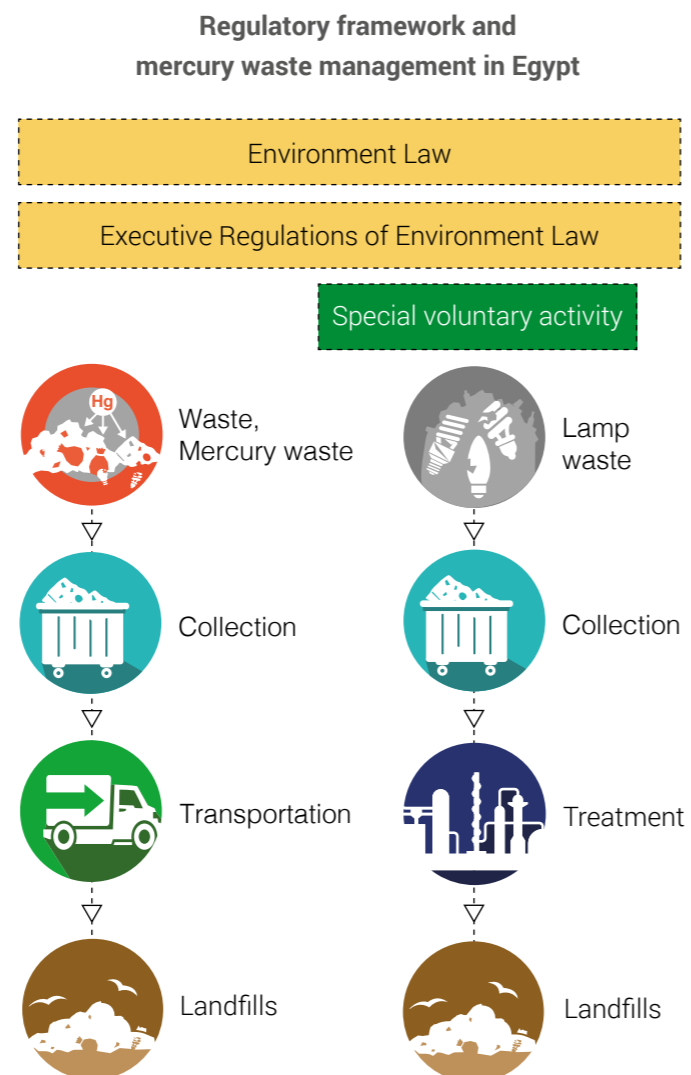 Regulatory framework and
mercury waste management in Egypt
Environment Law
Executive Regulations of Environment Law
Special voluntary activity
Hg
Waste,
Mercury waste
Collection
Transportation
Landfills
Lamp
waste
Collection
Treatment
Landfills